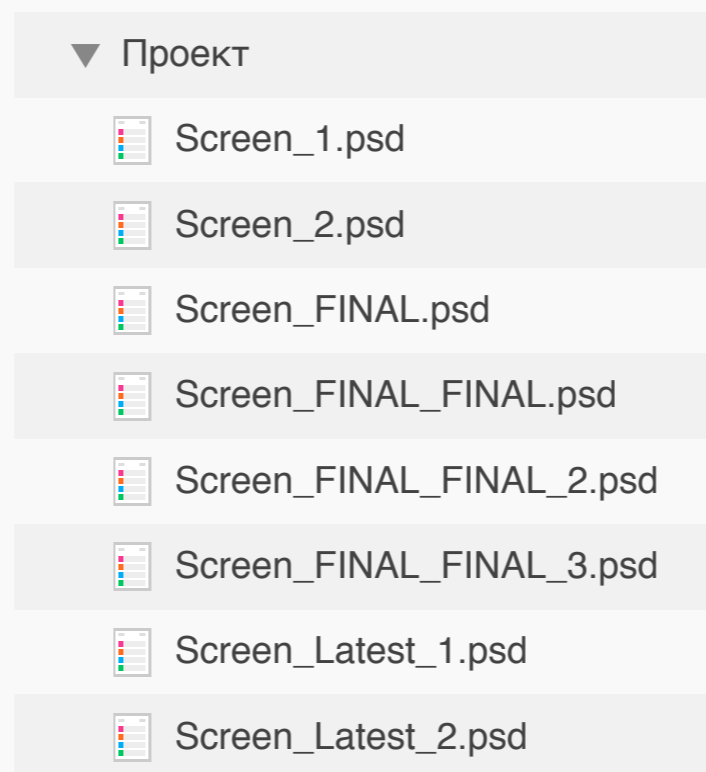 Проект
Screen_1.psd
Screen_2.psd
Screen_FINAL.psd
Screen_FINAL_FINAL.psd
Screen_FINAL_FINAL_2.psd
Screen_FINAL_FINAL_3.psd
Screen_Latest_1.psd
Screen_Latest_2.psd